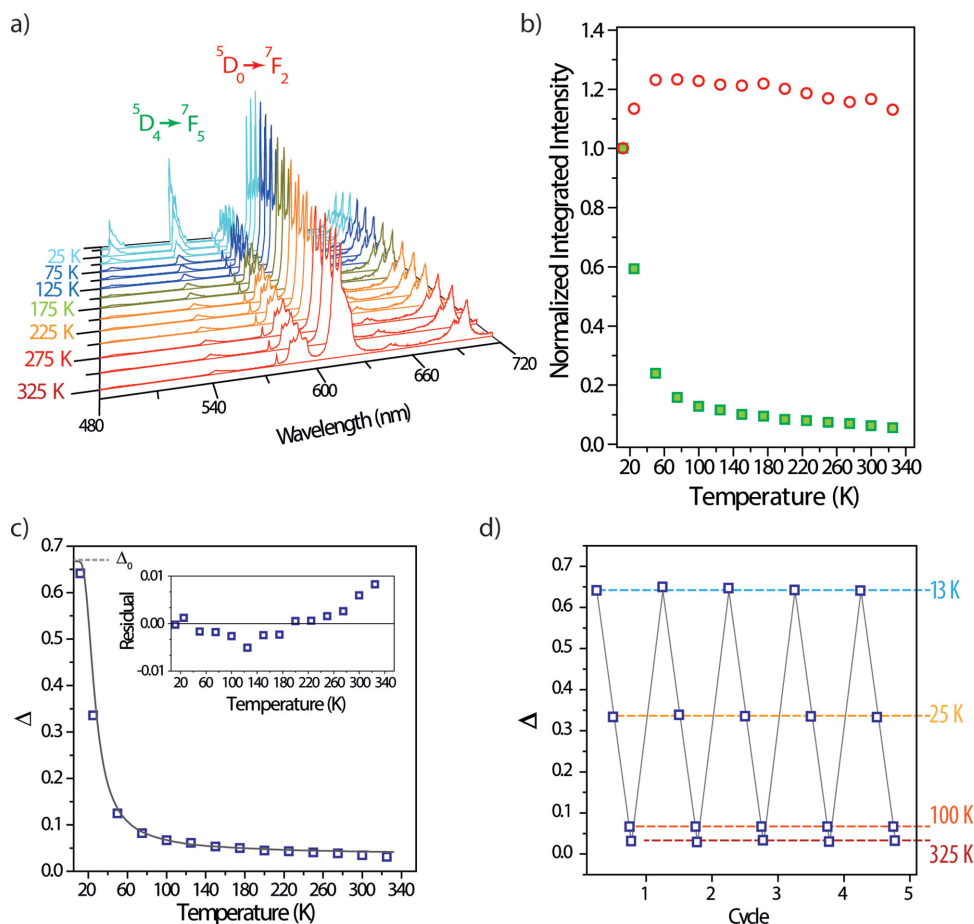 a)
⁵D₀→⁷F₂
⁵D₄→⁷F₅
25 K
75 K
125 K
175 K
225 K
275 K
325 K
480
540
600
660
720
Wavelength (nm)
b)
Normalized Integrated Intensity
1.4
1.2
1.0
0.8
0.6
0.4
0.2
0.0
20 60 100 140 180 220 260 300 340
Temperature (K)
c)
Δ
0.7
0.6
0.5
0.4
0.3
0.2
0.1
0.0
Δ₀
Residual
0.01
0.00
-0.01
20 60 100 140 180 220 260 300 340
Temperature (K)
20 60 100 140 180 220 260 300 340
Temperature (K)
d)
Δ
0.7
0.6
0.5
0.4
0.3
0.2
0.1
0.0
13 K
25 K
100 K
325 K
1 2 3 4 5
Cycle